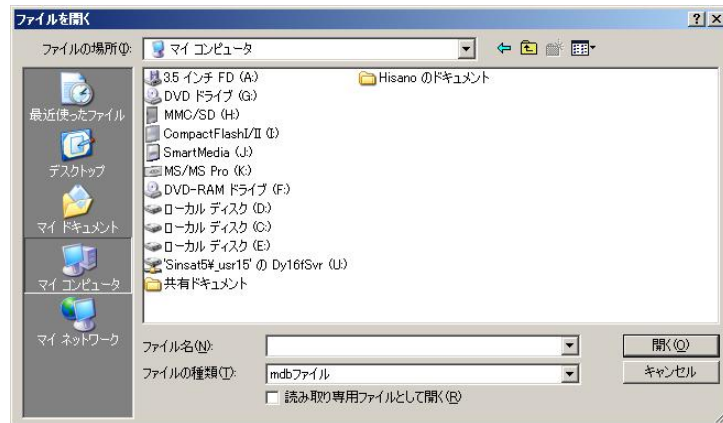 ファイルを開く
ファイルの場所(I): マイ コンピュータ
最近使ったファイル
デスクトップ
マイ ドキュメント
マイ コンピュータ
マイ ネットワーク
3.5 インチ FD (A:)
DVD ドライブ (G:)
MMC/SD (H:)
CompactFlashI/II (I:)
SmartMedia (J:)
MS/MS Pro (K:)
DVD-RAM ドライブ (F:)
ローカル ディスク (D:)
ローカル ディスク (C:)
ローカル ディスク (E:)
'Sinsat5¥_usr15' の Dy16fSvr (U:)
共有ドキュメント
Hisano のドキュメント
ファイル名(N): 開く(O)
ファイルの種類(T): mdbファイル キャンセル
読み取り専用ファイルとして開く(R)